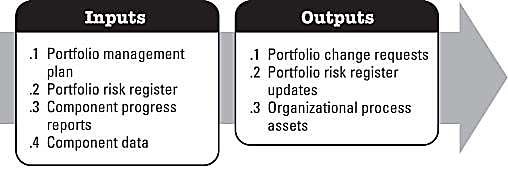 Inputs
.1 Portfolio management
plan
.2 Portfolio risk register
.3 Component progress
reports
.4 Component data
Outputs
.1 Portfolio change requests
.2 Portfolio risk register
updates
.3 Organizational process
assets